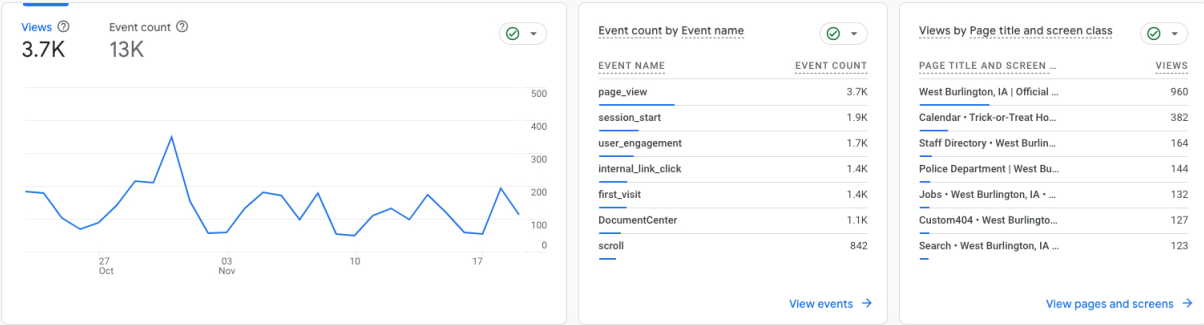 Views
3.7K
Event count
13K
500
400
300
200
100
0
27
Oct
03
Nov
10
17
Event count by Event name
EVENT NAME EVENT COUNT
page_view 3.7K
session_start 1.9K
user_engagement 1.7K
internal_link_click 1.4K
first_visit 1.4K
DocumentCenter 1.1K
scroll 842
View events
Views by Page title and screen class
PAGE TITLE AND SCREEN … VIEWS
West Burlington, IA | Official … 960
Calendar • Trick-or-Treat Ho… 382
Staff Directory • West Burlin… 164
Police Department | West Bu… 144
Jobs • West Burlington, IA • … 132
Custom404 • West Burlingto… 127
Search • West Burlington, IA … 123
View pages and screens